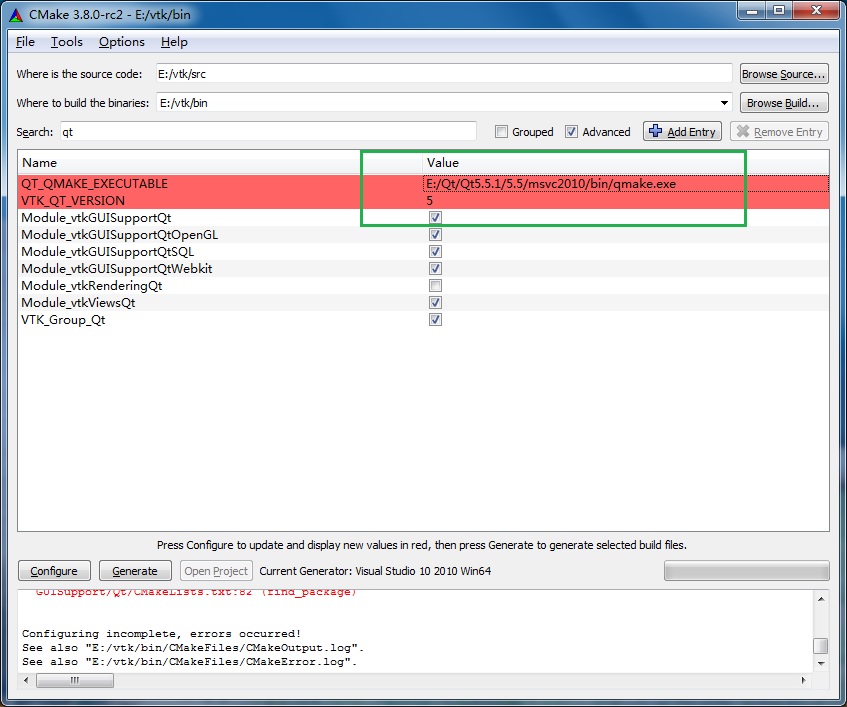 CMake 3.8.0-rc2 - E:/vtk/bin
File Tools Options Help
Where is the source code: E:/vtk/src Browse Source...
Where to build the binaries: E:/vtk/bin Browse Build...
Search: qt Grouped Advanced Add Entry Remove Entry
Name Value
QT_QMAKE_EXECUTABLE E:/Qt/Qt5.5.1/5.5/msvc2010/bin/qmake.exe
VTK_QT_VERSION 5
Module_vtkGUISupportQt
Module_vtkGUISupportQtOpenGL
Module_vtkGUISupportQtSQL
Module_vtkGUISupportQtWebkit
Module_vtkRenderingQt
Module_vtkViewsQt
VTK_Group_Qt
Press Configure to update and display new values in red, then press Generate to generate selected build files.
Configure Generate Open Project Current Generator: Visual Studio 10 2010 Win64
GUISupport/Qt/CMakeLists.txt:82 (find_package)
Configuring incomplete, errors occurred!
See also "E:/vtk/bin/CMakeFiles/CMakeOutput.log".
See also "E:/vtk/bin/CMakeFiles/CMakeError.log".